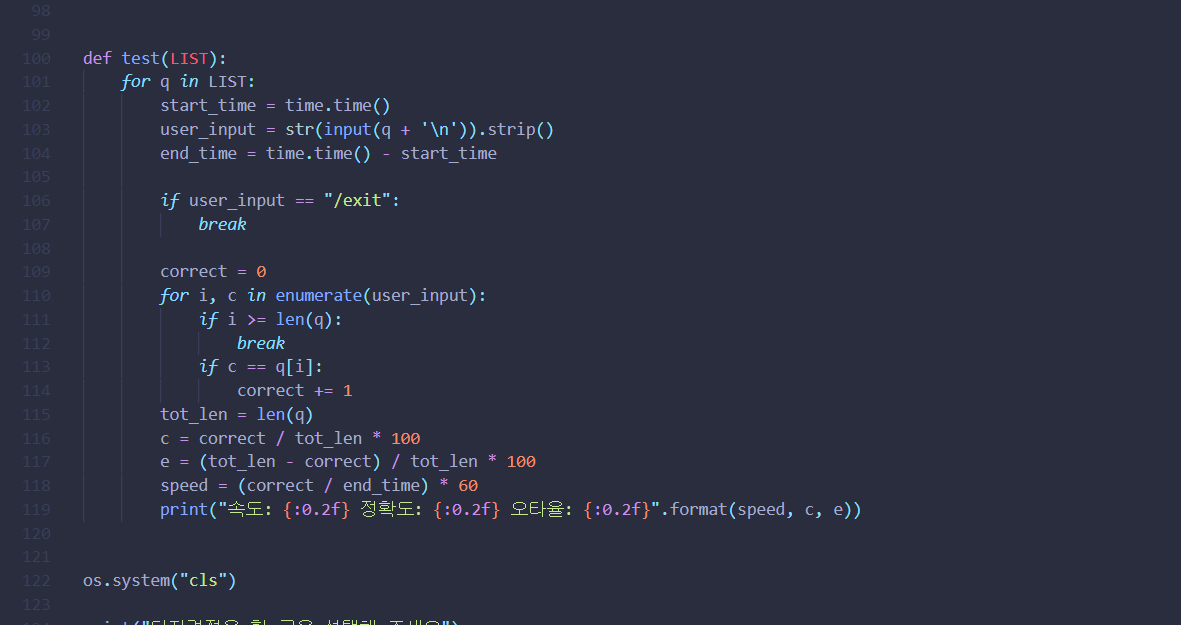 98
99
100 def test(LIST):
101 for q in LIST:
102 start_time = time.time()
103 user_input = str(input(q + '\n')).strip()
104 end_time = time.time() - start_time
105
106 if user_input == "/exit":
107 break
108
109 correct = 0
110 for i, c in enumerate(user_input):
111 if i >= len(q):
112 break
113 if c == q[i]:
114 correct += 1
115 tot_len = len(q)
116 c = correct / tot_len * 100
117 e = (tot_len - correct) / tot_len * 100
118 speed = (correct / end_time) * 60
119 print("속도: {:0.2f} 정확도: {:0.2f} 오타율: {:0.2f}".format(speed, c, e))
120
121
122 os.system("cls")
123